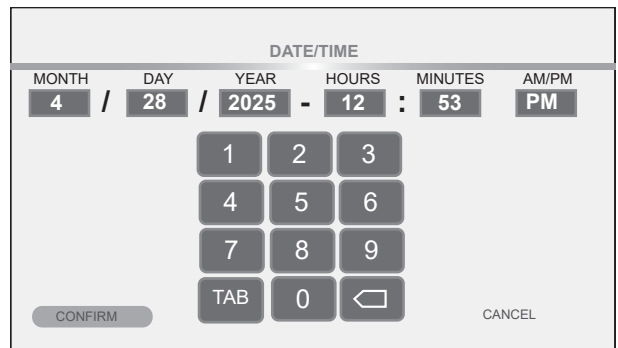 DATE/TIME
MONTH DAY YEAR HOURS MINUTES AM/PM
4 / 28 / 2025 - 12 : 53 PM
1 2 3
4 5 6
7 8 9
TAB 0
CONFIRM CANCEL